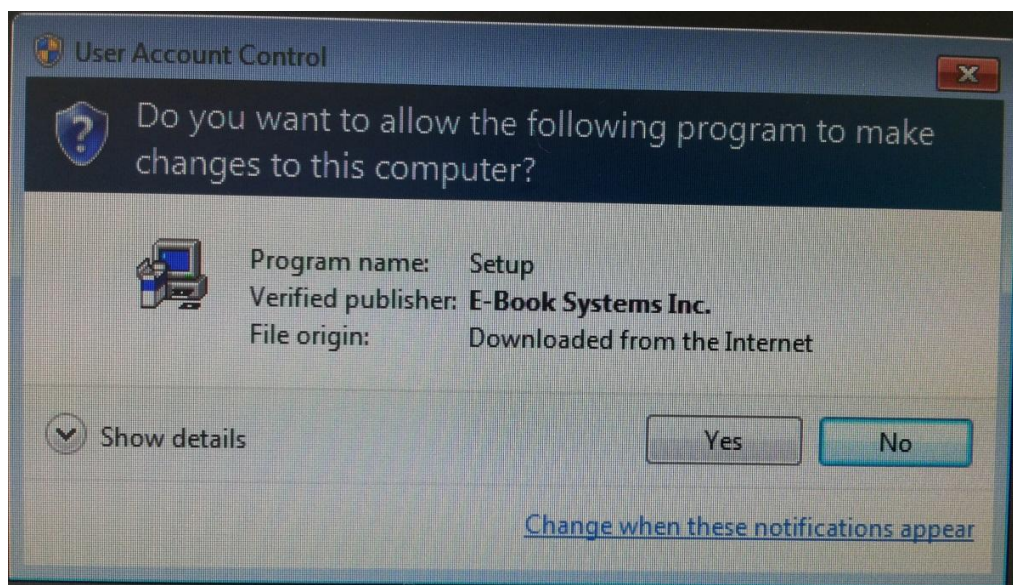 User Account Control
Do you want to allow the following program to make
changes to this computer?
Program name: Setup
Verified publisher: E-Book Systems Inc.
File origin: Downloaded from the Internet
Show details
Yes
No
Change when these notifications appear